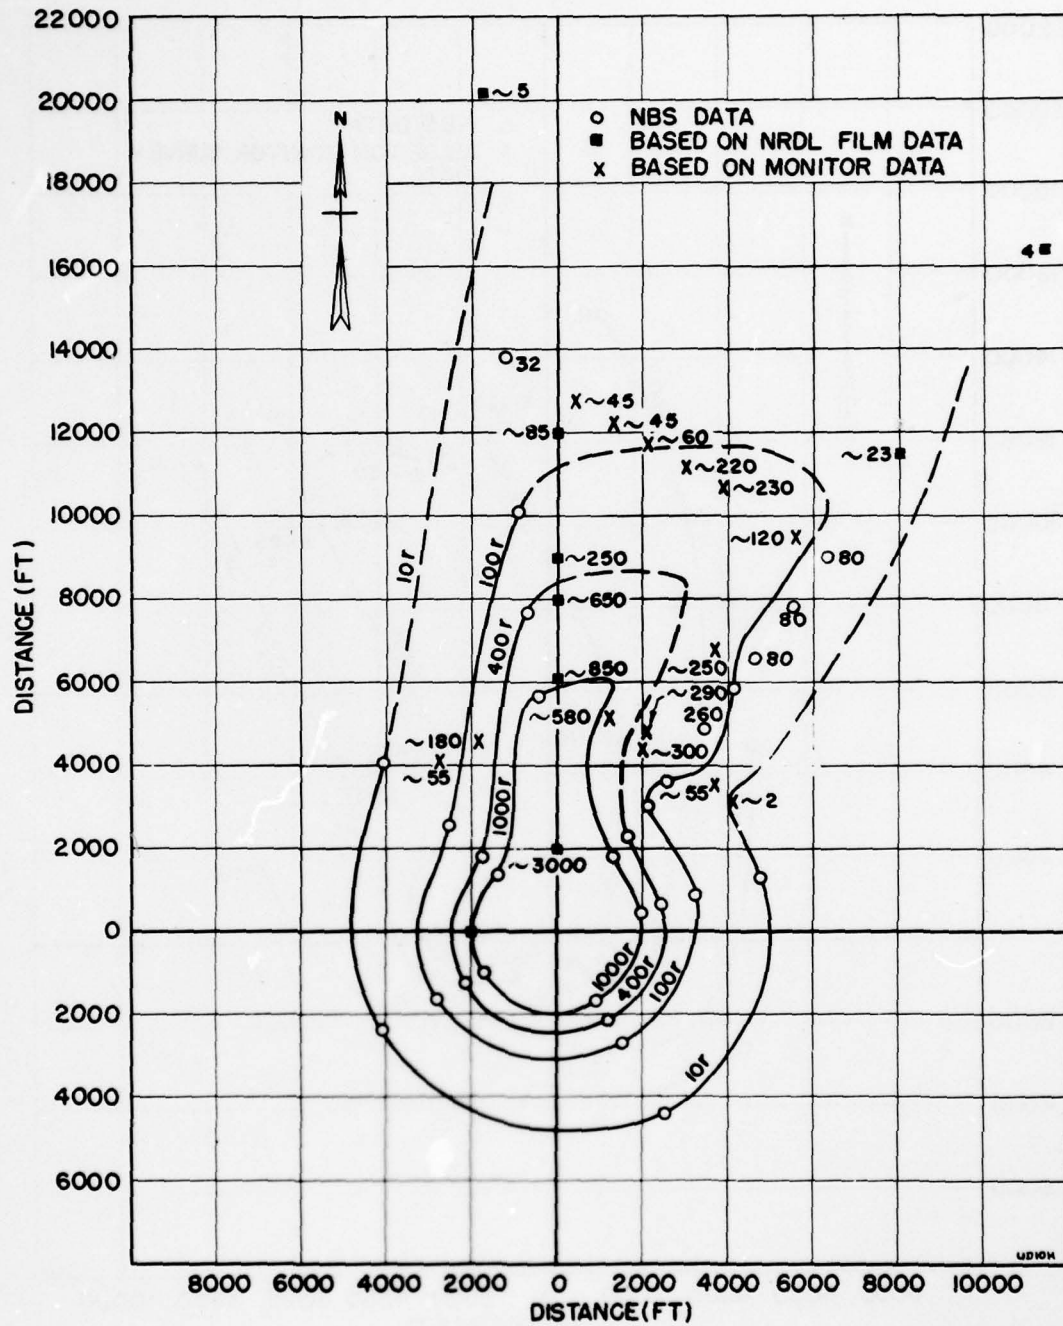 22000
20000
18000
16000
14000
12000
10000
8000
6000
4000
2000
0
2000
4000
6000
DISTANCE (FT)
N
○ NBS DATA
■ BASED ON NRDL FILM DATA
X BASED ON MONITOR DATA
~5
4
32
~45
~45
~85
~60
~23
~220
~230
~120
80
~250
10r
100r
~650
80
400r
80
~250
~850
~290
~580
260
~180
~300
~55
1000r
~55
~2
~3000
1000r
400r
100r
10r
UDIOH
8000 6000 4000 2000 0 2000 4000 6000 8000 10000
DISTANCE (FT)